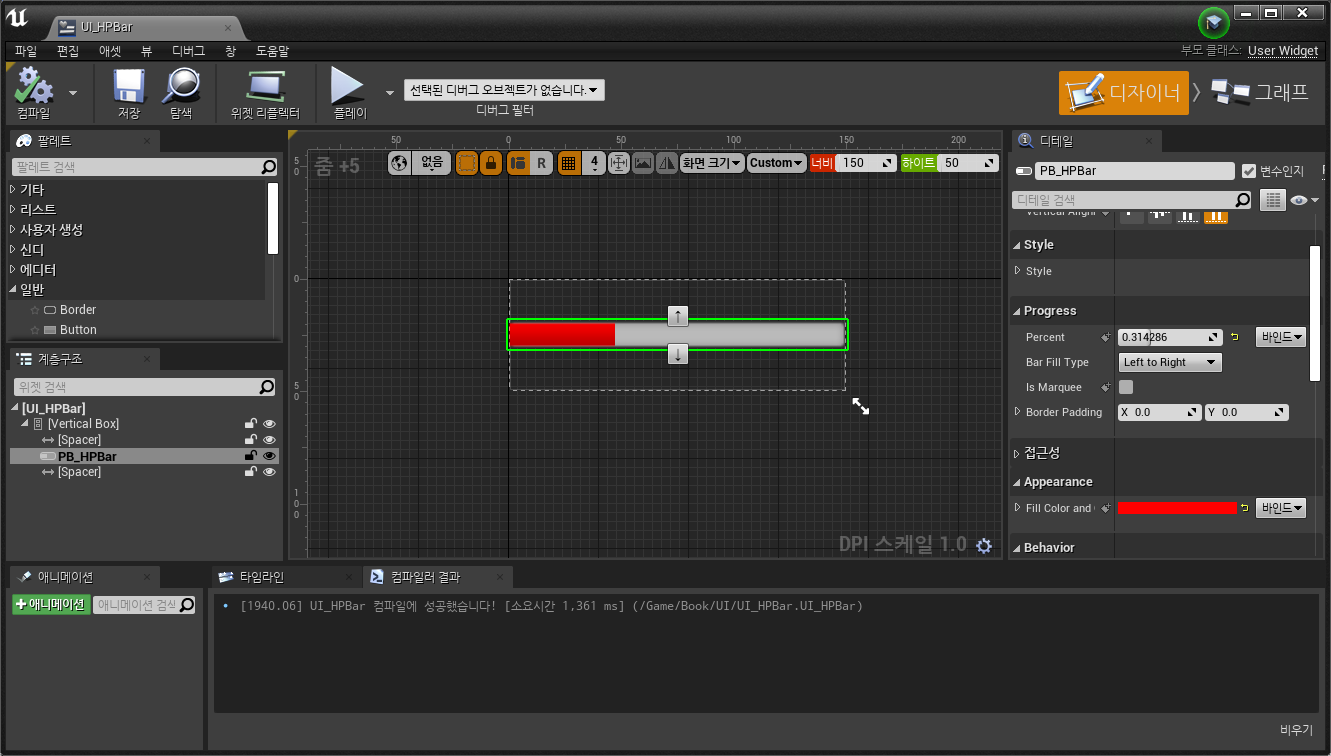 UI_HPBar
파일 편집 애셋 뷰 디버그 창 도움말
부모 클래스: User Widget
컴파일 저장 탐색 위젯 리플렉터 플레이
선택된 디버그 오브젝트가 없습니다.
디버그 필터
디자이너 그래프
팔레트
팔레트 검색
기타
리스트
사용자 생성
신디
에디터
일반
Border
Button
계층구조
위젯 검색
[UI_HPBar]
[Vertical Box]
[Spacer]
PB_HPBar
[Spacer]
50 0 50 100 150 200
줌 +5
없음 R 4 화면 크기 Custom 너비 150 하이트 50
50
0
50
100
DPI 스케일 1.0
디테일
PB_HPBar 변수인지
디테일 검색
Style
Style
Progress
Percent 0.314286 바인드
Bar Fill Type Left to Right
Is Marquee
Border Padding X 0.0 Y 0.0
접근성
Appearance
Fill Color and 바인드
Behavior
애니메이션
+애니메이션 애니메이션 검색
타임라인 컴파일러 결과
[1940.06] UI_HPBar 컴파일에 성공했습니다! [소요시간 1,361 ms] (/Game/Book/UI/UI_HPBar.UI_HPBar)
비우기